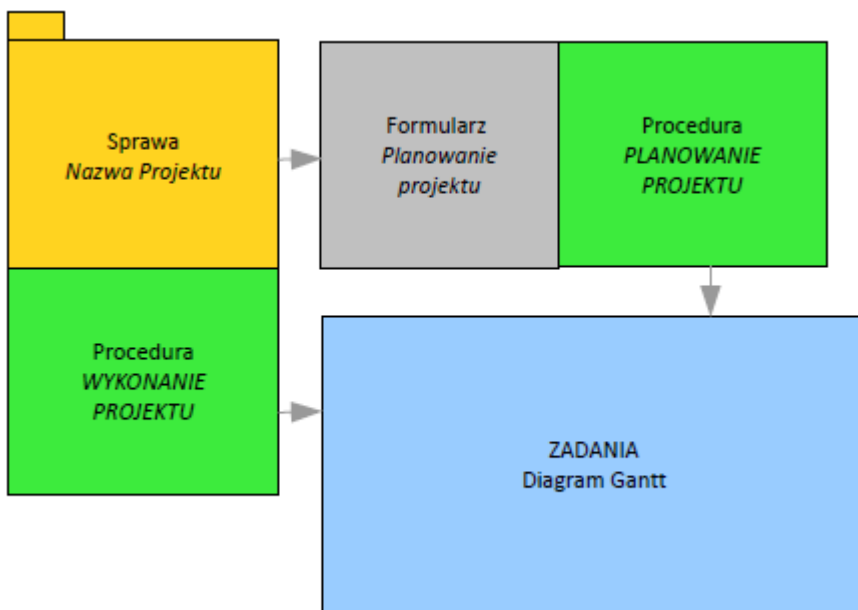 Sprawa
Nazwa Projektu
Formularz
Planowanie
projektu
Procedura
PLANOWANIE
PROJEKTU
Procedura
WYKONANIE
PROJEKTU
ZADANIA
Diagram Gantt